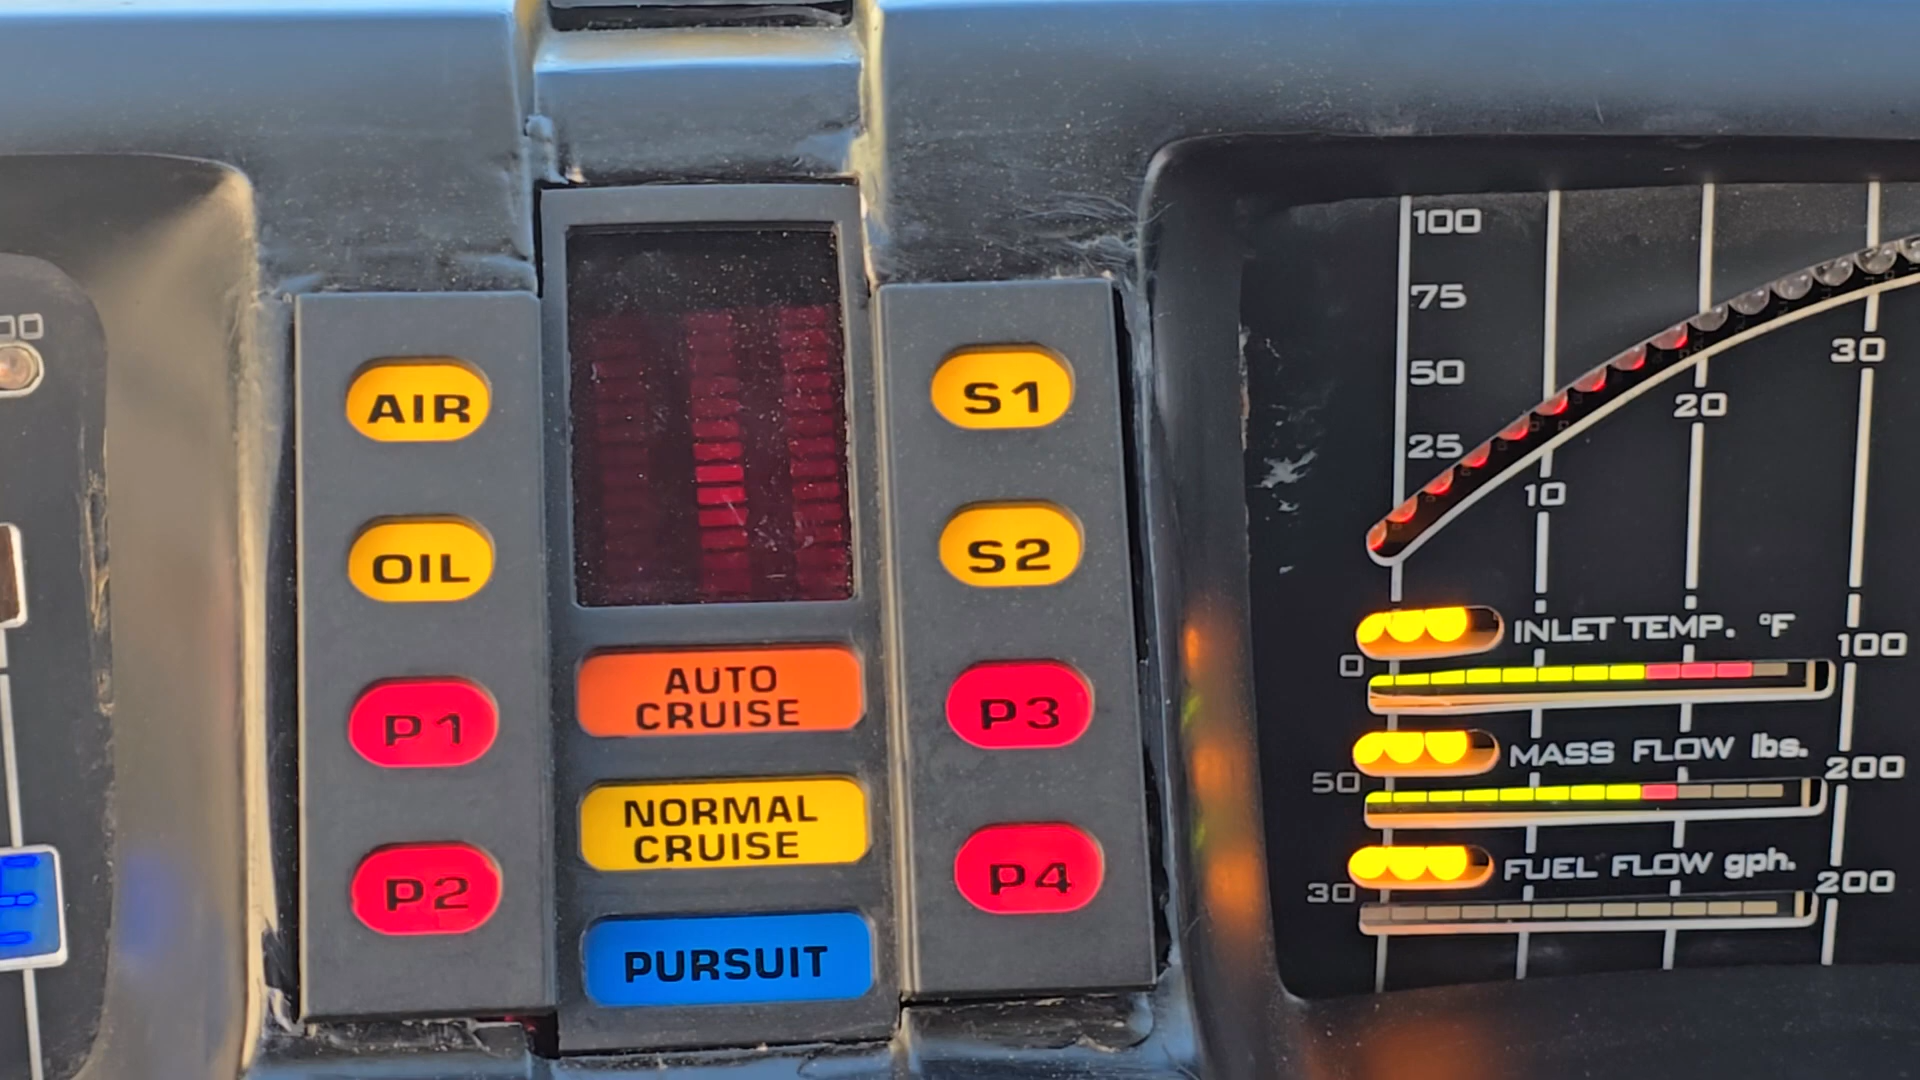 AIR
OIL
P1
P2
AUTO
CRUISE
NORMAL
CRUISE
PURSUIT
S1
S2
P3
P4
100
75
50
25
10
20
30
INLET TEMP. °F
0
100
MASS FLOW lbs.
50
200
FUEL FLOW gph.
30
200